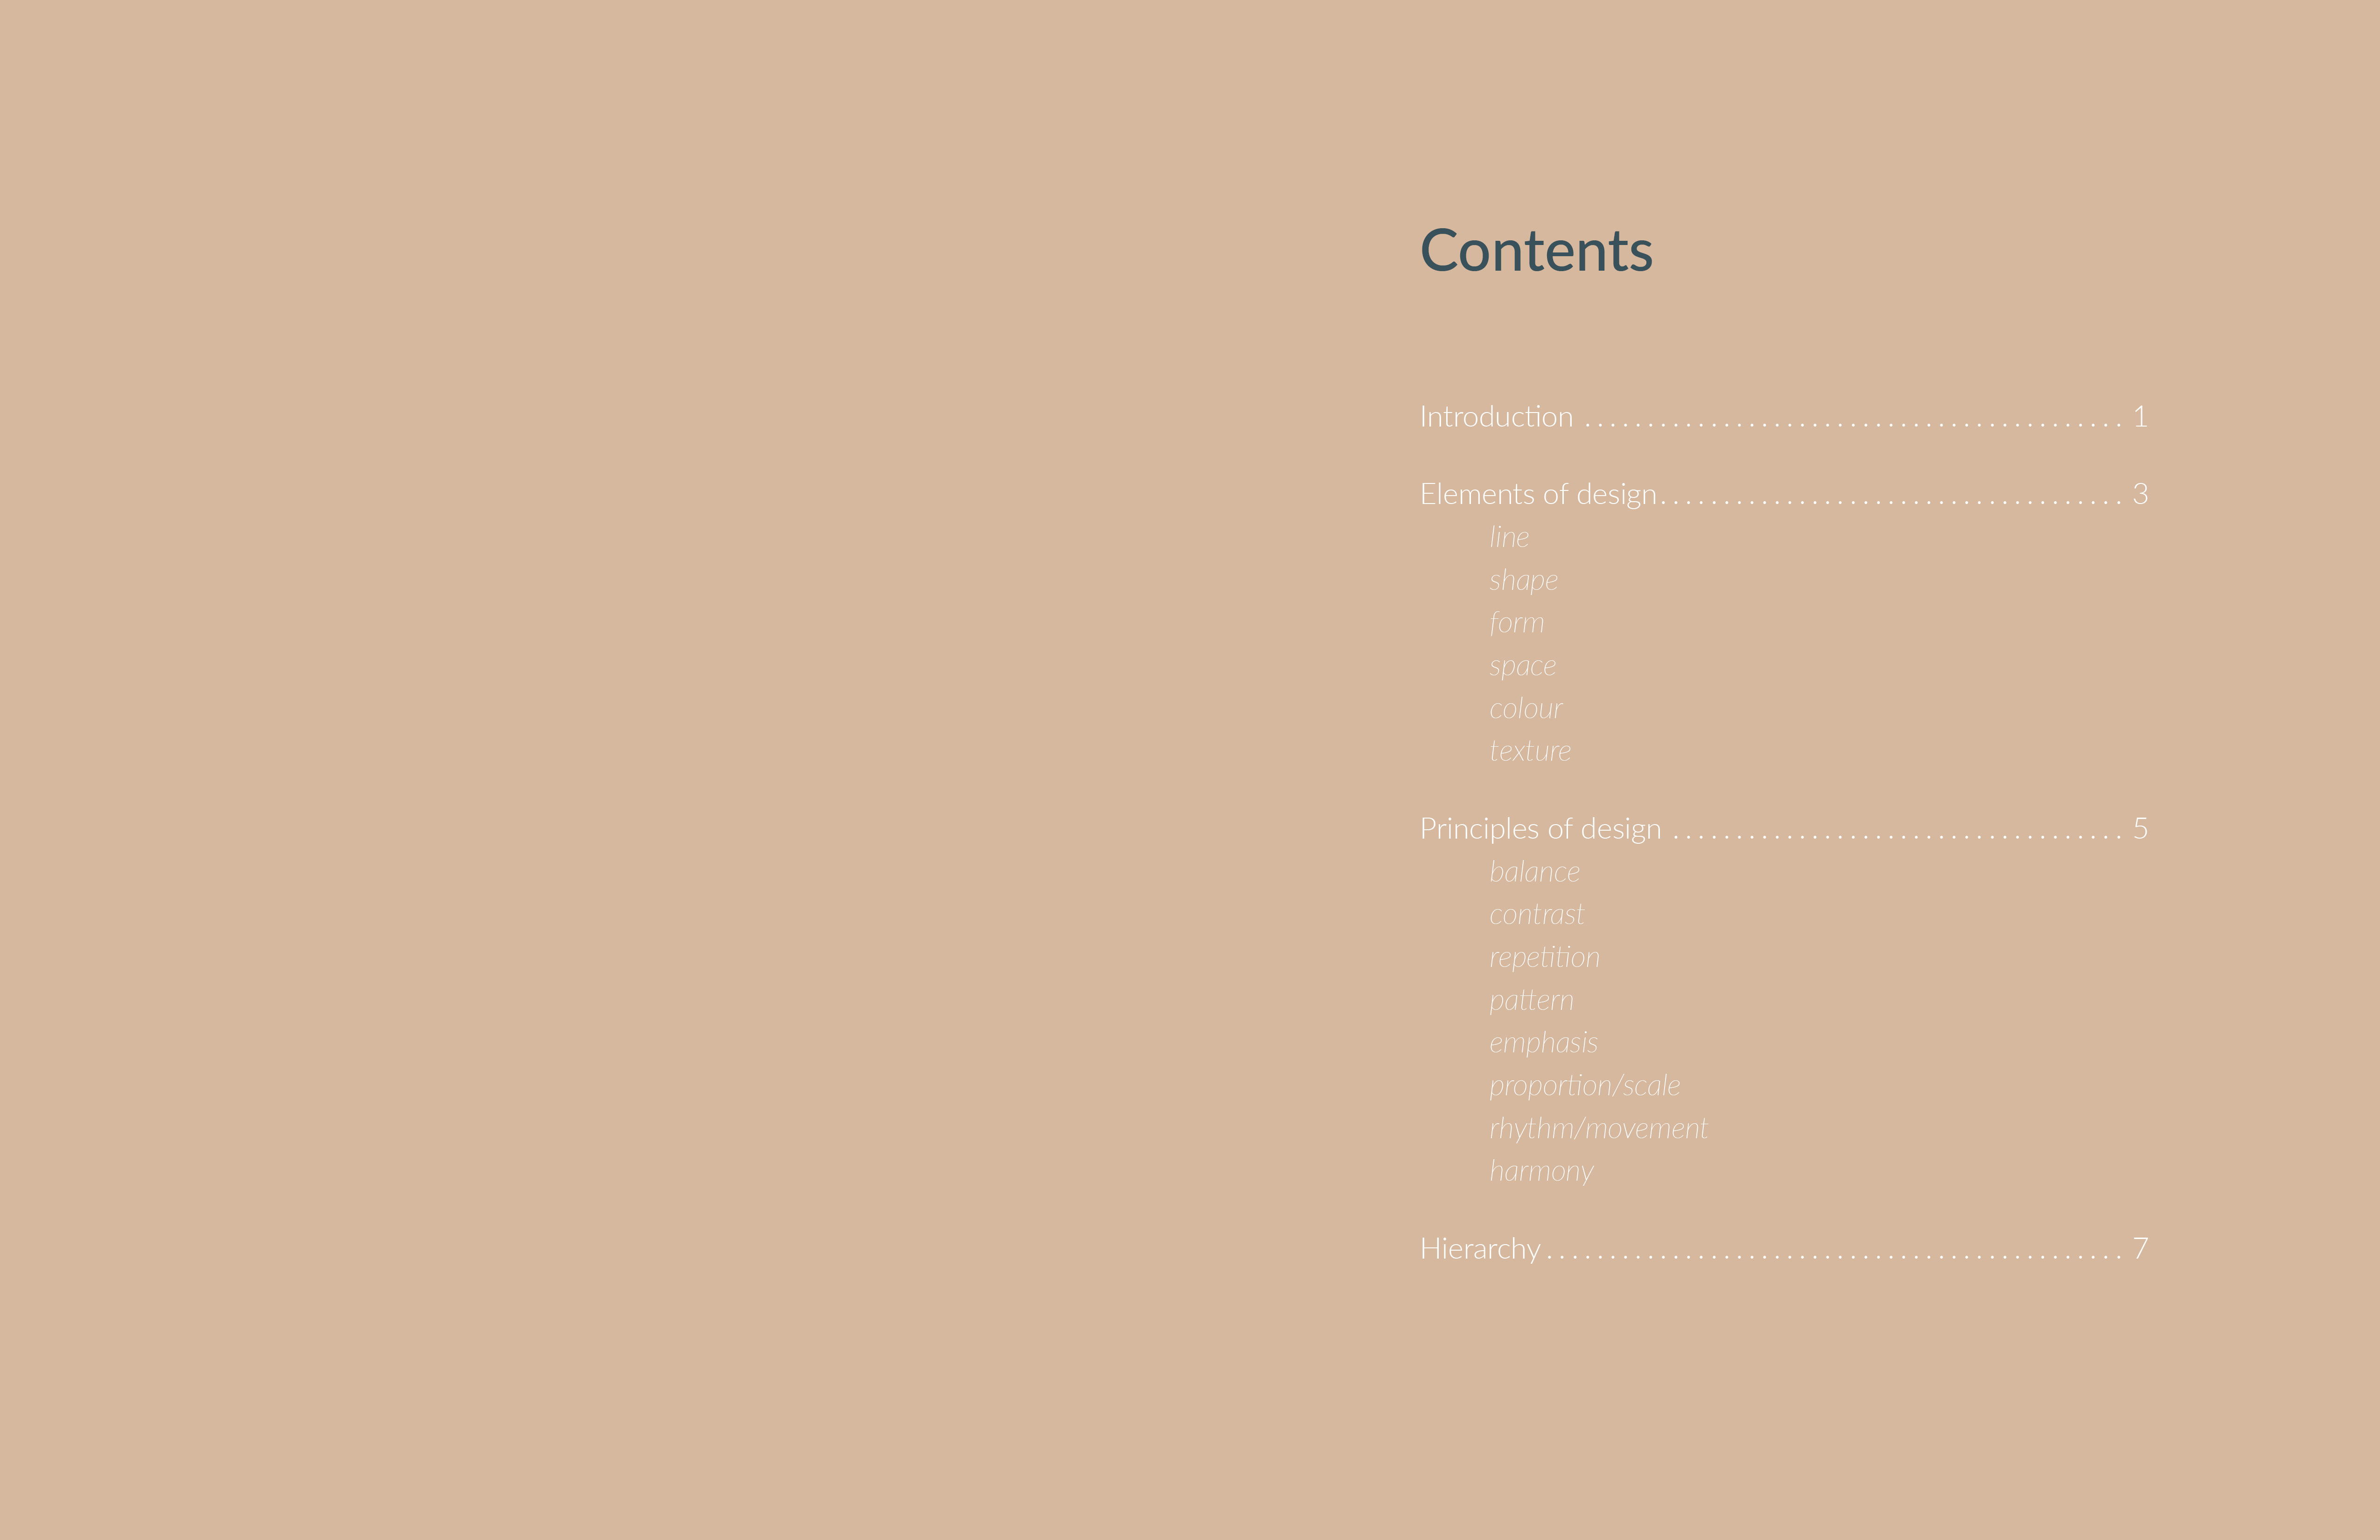 Contents
Introduction . . . . . . . . . . . . . . . . . . . . . . . . . . . . . . . . . . . . . . . . . . . 1
Elements of design . . . . . . . . . . . . . . . . . . . . . . . . . . . . . . . . . . . . . 3
line
shape
form
space
colour
texture
Principles of design . . . . . . . . . . . . . . . . . . . . . . . . . . . . . . . . . . . . 5
balance
contrast
repetition
pattern
emphasis
proportion/scale
rhythm/movement
harmony
Hierarchy . . . . . . . . . . . . . . . . . . . . . . . . . . . . . . . . . . . . . . . . . . . . . . 7